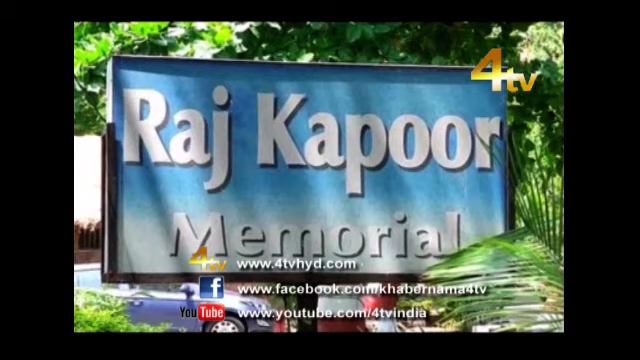 4tv
Raj Kapoor
Memorial
4tv www.4tvhyd.com
f www.facebook.com/khabernama4tv
YouTube www.youtube.com/4tvindia